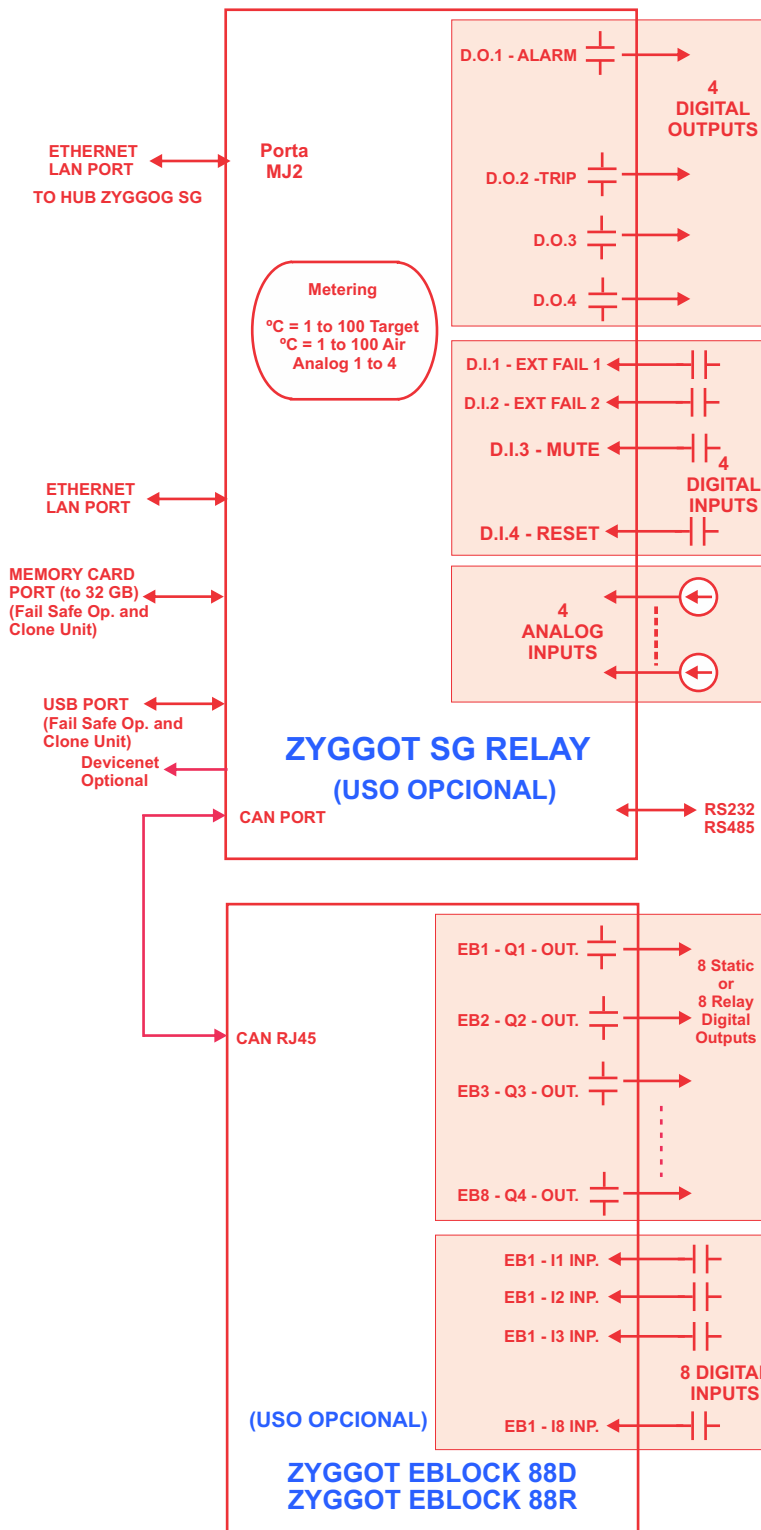 D.O.1 - ALARM
4
DIGITAL
OUTPUTS
ETHERNET
LAN PORT
TO HUB ZYGGOG SG
Porta
MJ2
D.O.2 -TRIP
D.O.3
D.O.4
Metering
ºC = 1 to 100 Target
ºC = 1 to 100 Air
Analog 1 to 4
D.I.1 - EXT FAIL 1
D.I.2 - EXT FAIL 2
D.I.3 - MUTE
D.I.4 - RESET
4
DIGITAL
INPUTS
ETHERNET
LAN PORT
MEMORY CARD
PORT (to 32 GB)
(Fail Safe Op. and
Clone Unit)
4
ANALOG
INPUTS
USB PORT
(Fail Safe Op. and
Clone Unit)
Devicenet
Optional
ZYGGOT SG RELAY
(USO OPCIONAL)
CAN PORT
RS232
RS485
EB1 - Q1 - OUT.
EB2 - Q2 - OUT.
EB3 - Q3 - OUT.
EB8 - Q4 - OUT.
8 Static
or
8 Relay
Digital
Outputs
CAN RJ45
EB1 - I1 INP.
EB1 - I2 INP.
EB1 - I3 INP.
EB1 - I8 INP.
8 DIGITAL
INPUTS
(USO OPCIONAL)
ZYGGOT EBLOCK 88D
ZYGGOT EBLOCK 88R